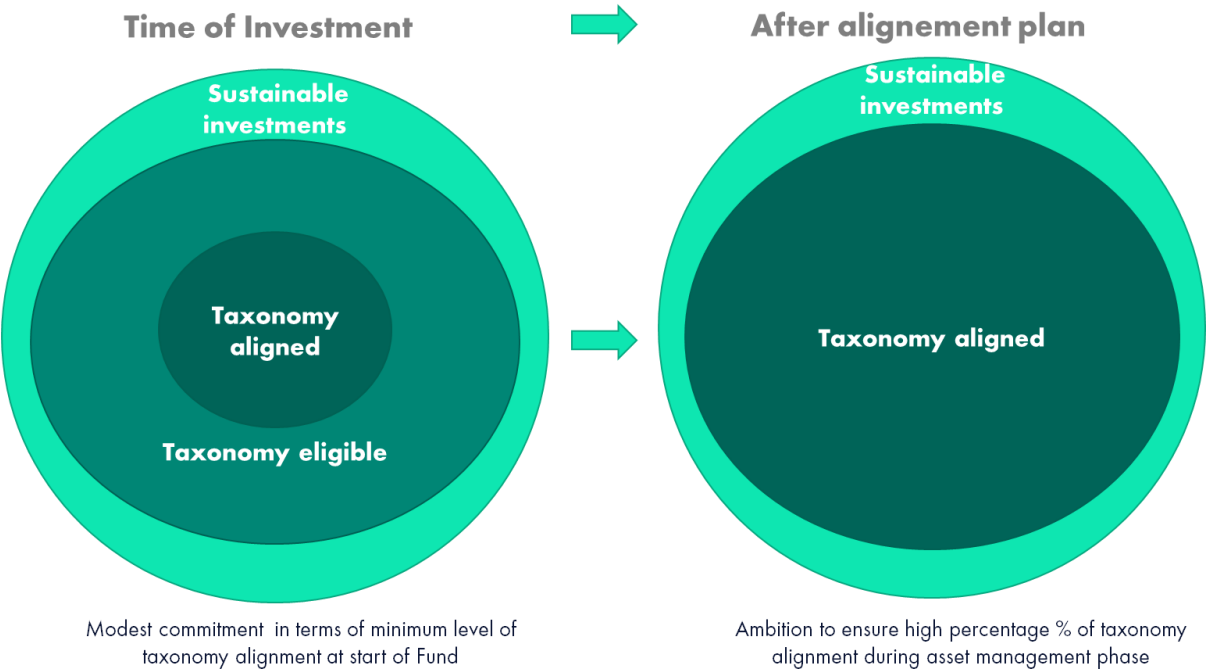 Time of Investment
After alignement plan
Sustainable
investments
Taxonomy
aligned
Taxonomy eligible
Modest commitment in terms of minimum level of
taxonomy alignment at start of Fund
Sustainable
investments
Taxonomy aligned
Ambition to ensure high percentage % of taxonomy
alignment during asset management phase